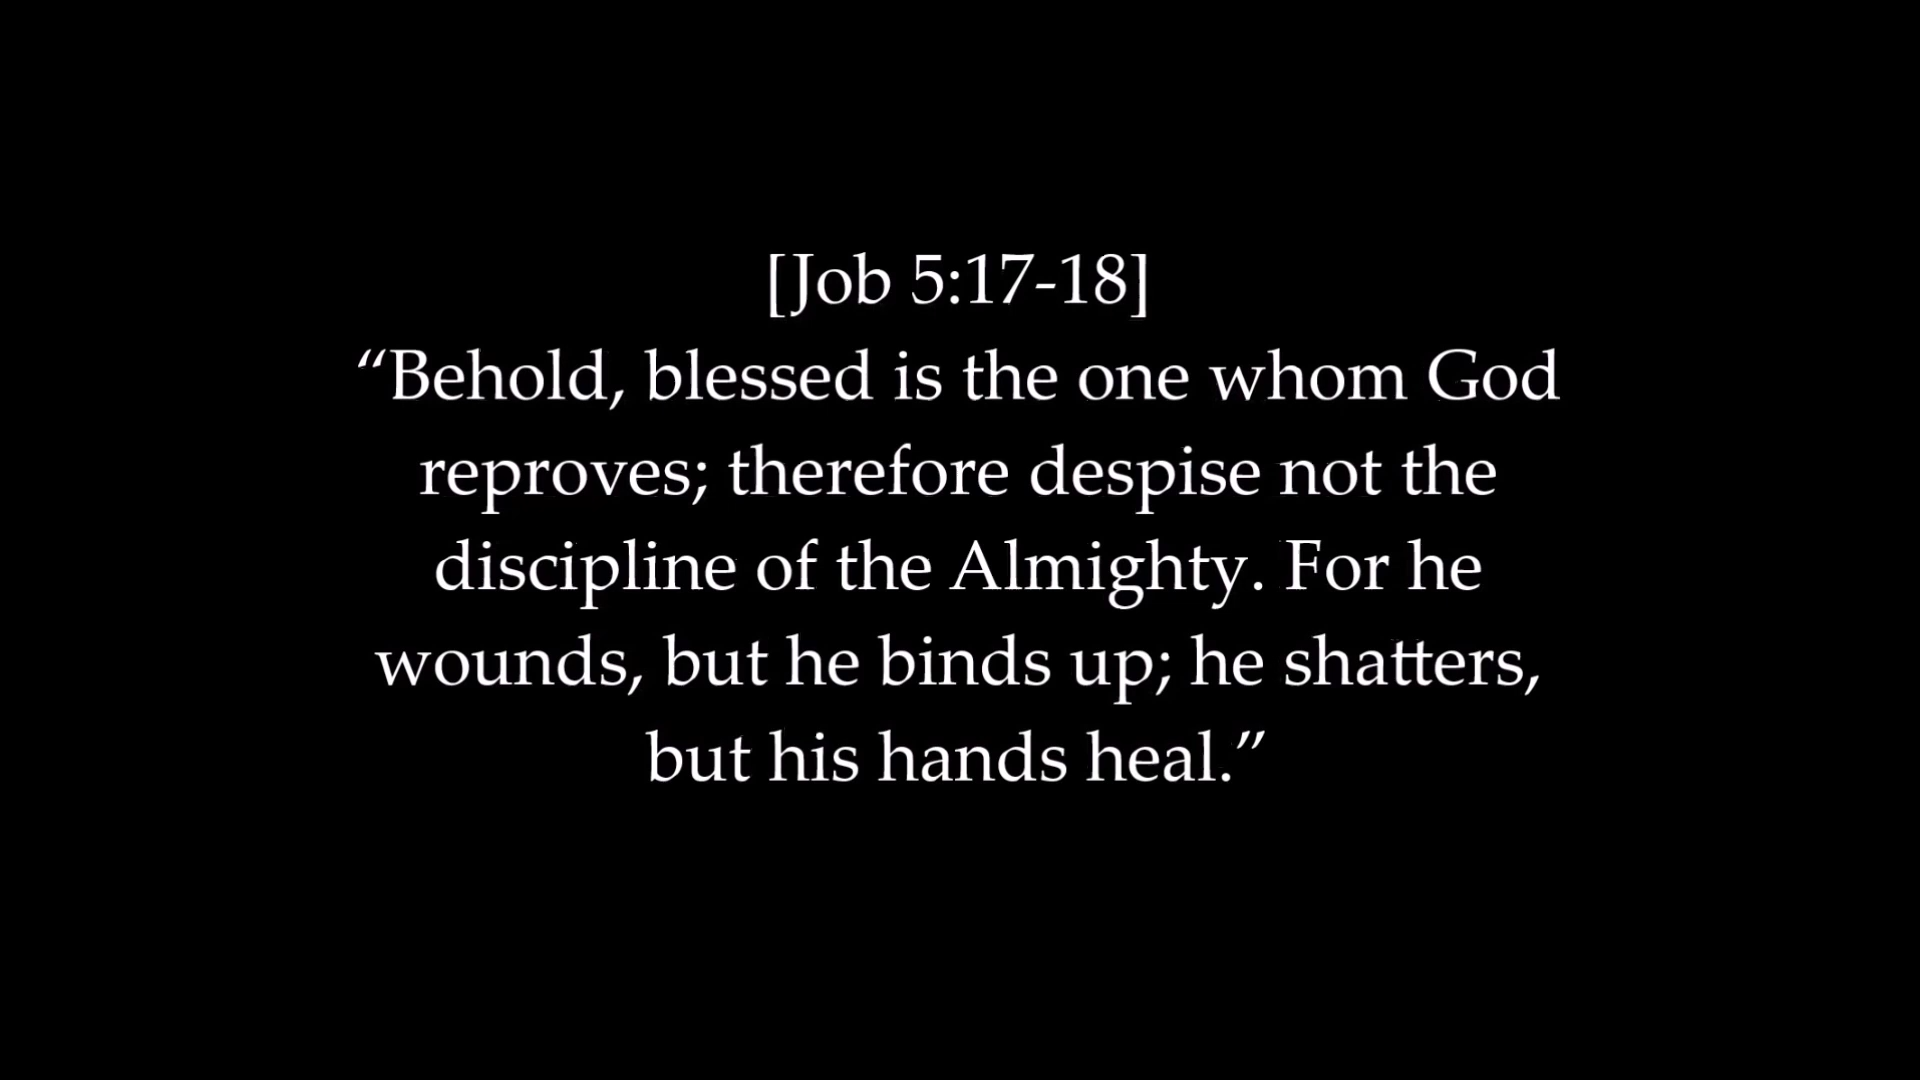 [Job 5:17-18]
“Behold, blessed is the one whom God
reproves; therefore despise not the
discipline of the Almighty. For he
wounds, but he binds up; he shatters,
but his hands heal.”